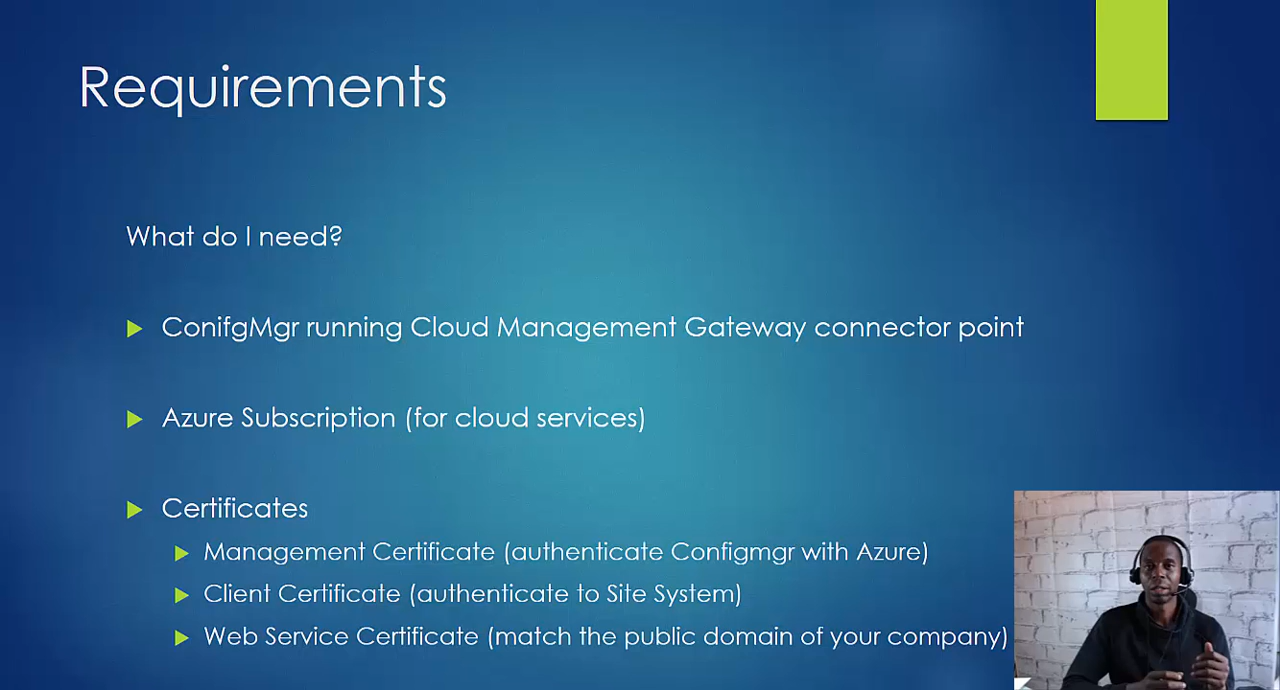 Requirements
What do I need?
ConifgMgr running Cloud Management Gateway connector point
Azure Subscription (for cloud services)
Certificates
Management Certificate (authenticate Configmgr with Azure)
Client Certificate (authenticate to Site System)
Web Service Certificate (match the public domain of your company)